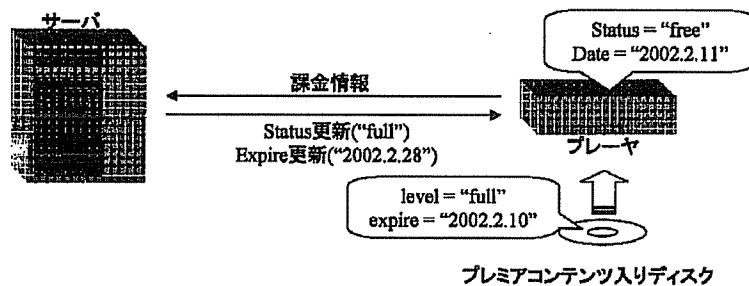 サーバ
Status = “free”
Date = “2002.2.11”
課金情報
Status更新(“full”)
Expire更新(“2002.2.28”)
プレーヤ
level = “full”
expire = “2002.2.10”
プレミアコンテンツ入りディスク